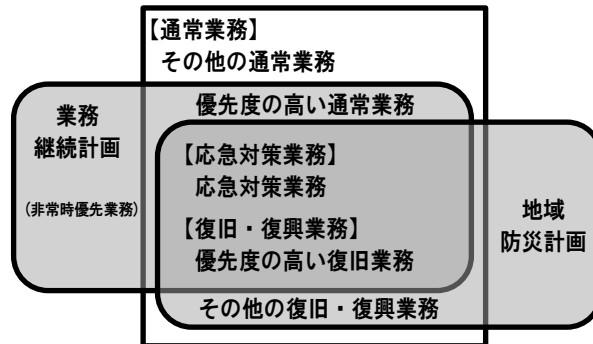 【通常業務】
その他の通常業務
優先度の高い通常業務
業務
継続計画
(非常時優先業務)
【応急対策業務】
応急対策業務
【復旧・復興業務】
優先度の高い復旧業務
その他の復旧・復興業務
地域
防災計画